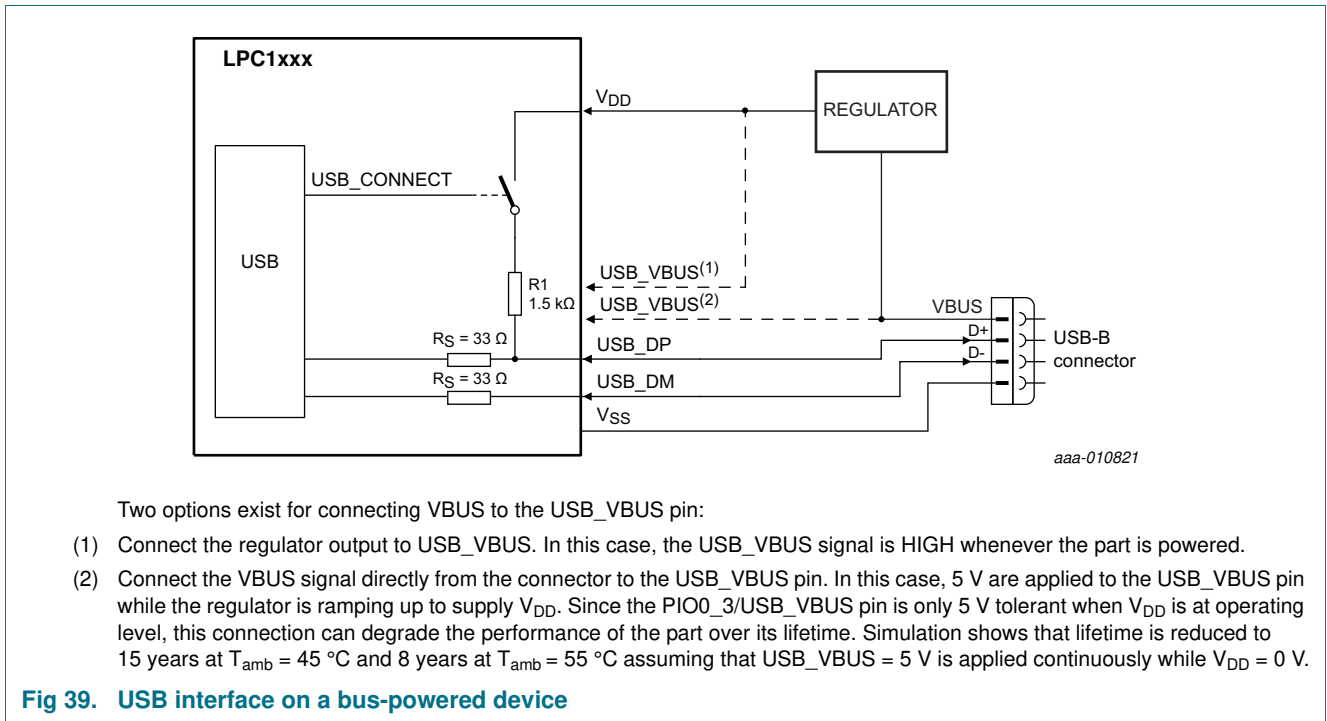 LPC1xxx
VDD
REGULATOR
USB_CONNECT
USB
R1
1.5 kΩ
USB_VBUS(1)
USB_VBUS(2)
VBUS
RS = 33 Ω
USB_DP
D+
USB-B
connector
RS = 33 Ω
USB_DM
D-
VSS
aaa-010821
Two options exist for connecting VBUS to the USB_VBUS pin:
(1) Connect the regulator output to USB_VBUS. In this case, the USB_VBUS signal is HIGH whenever the part is powered.
(2) Connect the VBUS signal directly from the connector to the USB_VBUS pin. In this case, 5 V are applied to the USB_VBUS pin
while the regulator is ramping up to supply VDD. Since the PIO0_3/USB_VBUS pin is only 5 V tolerant when VDD is at operating
level, this connection can degrade the performance of the part over its lifetime. Simulation shows that lifetime is reduced to
15 years at Tamb = 45 °C and 8 years at Tamb = 55 °C assuming that USB_VBUS = 5 V is applied continuously while VDD = 0 V.
Fig 39. USB interface on a bus-powered device